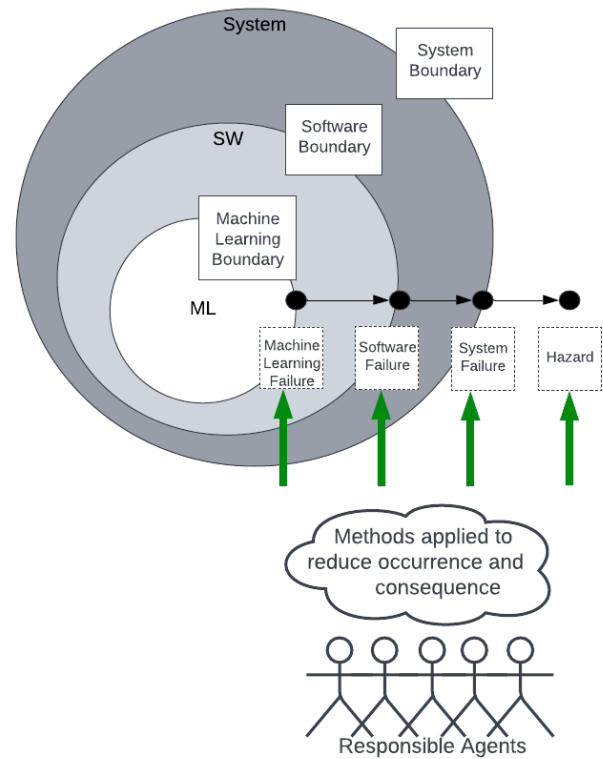 System
System
Boundary
SW
Software
Boundary
Machine
Learning
Boundary
ML
Machine
Learning
Failure
Software
Failure
System
Failure
Hazard
Methods applied to
reduce occurrence and
consequence
Responsible Agents